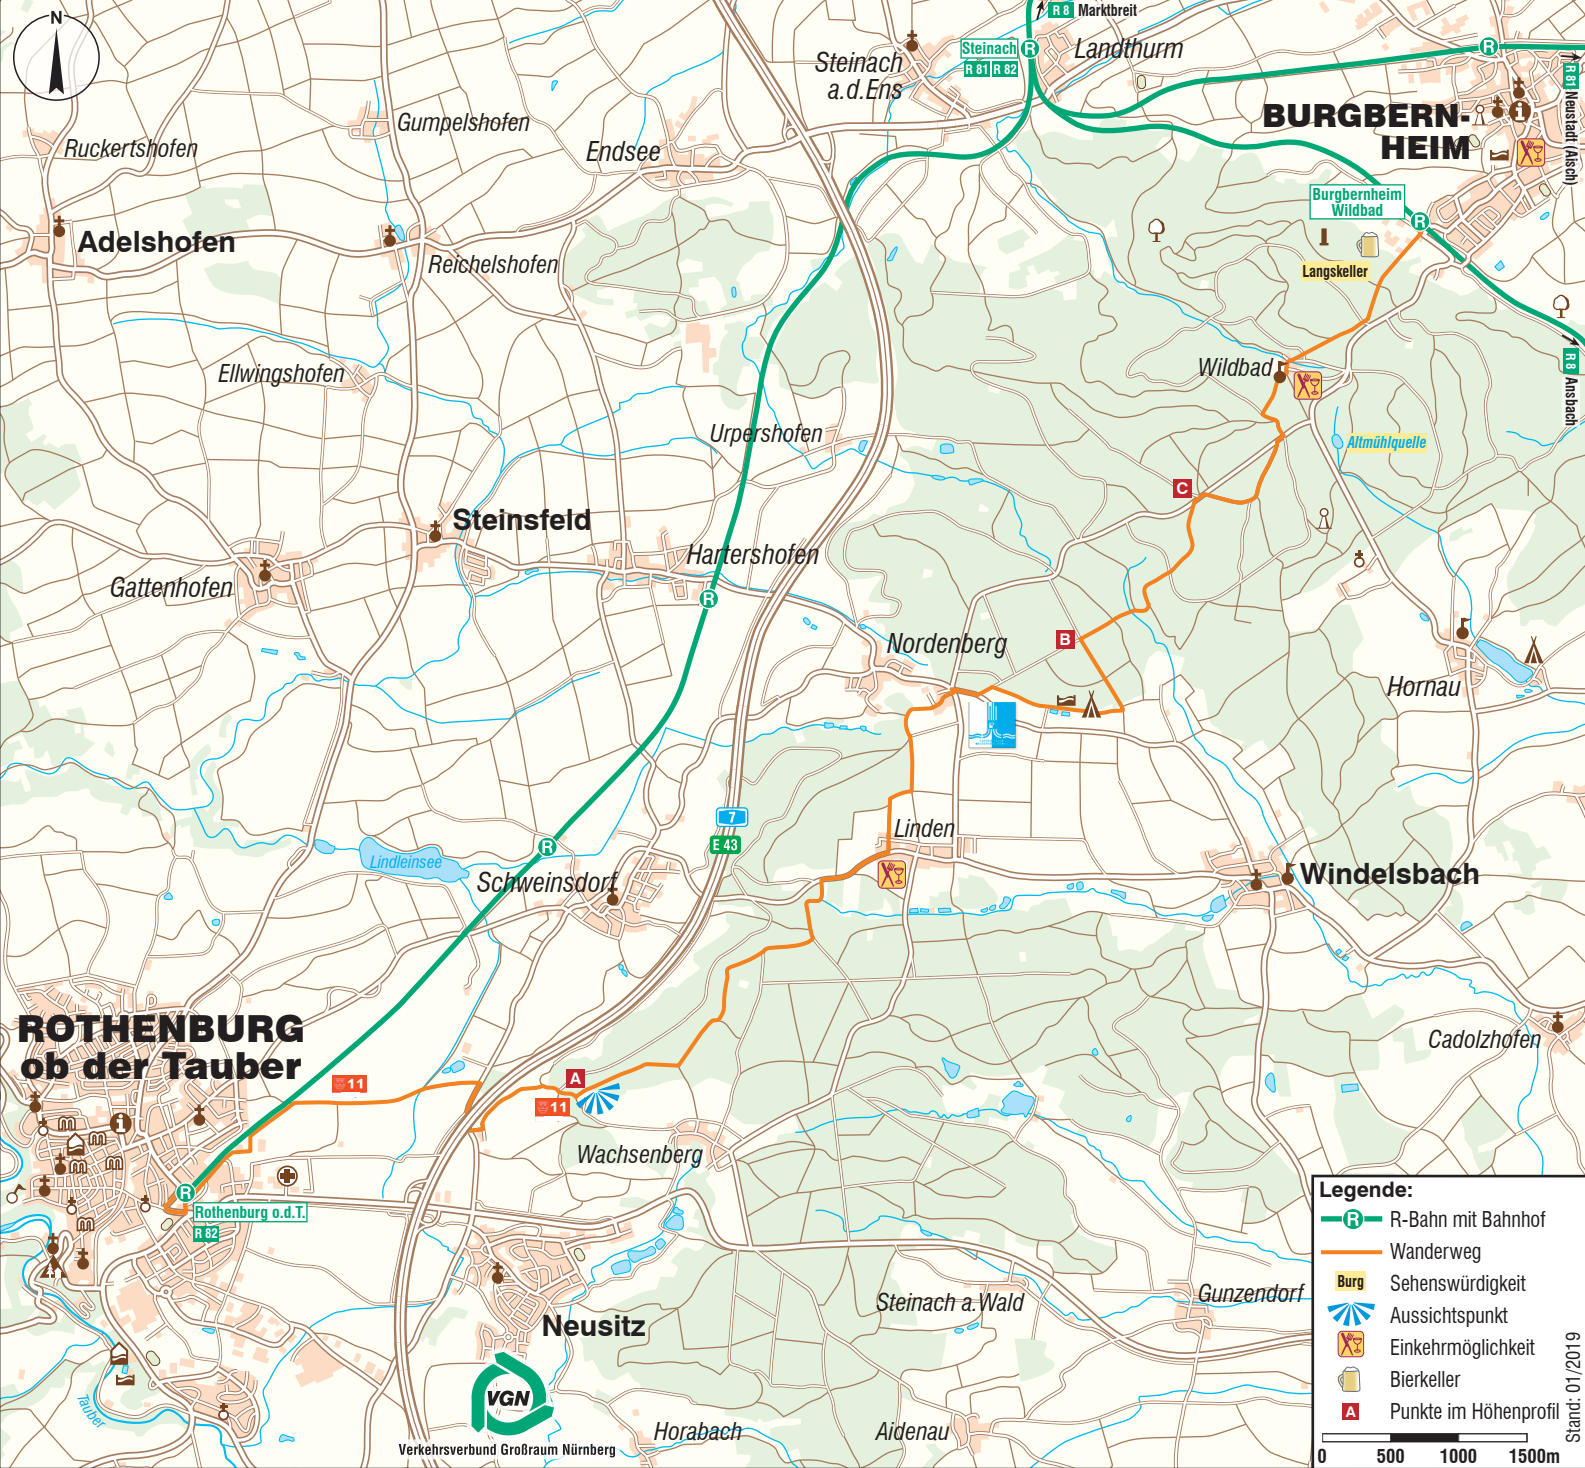 N
R 8 Marktbreit
Steinach
R 81 R 82
R
Landthurm
Steinach
a.d.Ens
R
R 81 Neustadt (Aisch)
BURGBERN-
HEIM
Gumpelshofen
Ruckertshofen
Endsee
Burgbernheim
Wildbad
R
Adelshofen
Reichelshofen
Langskeller
R 8 Ansbach
Ellwingshofen
Wildbad
Urpershofen
Altmühlquelle
C
Steinsfeld
Hartershofen
Gattenhofen
R
B
Nordenberg
Hornau
7
E 43
Linden
R
Lindleinsee
Schweinsdorf
Windelsbach
ROTHENBURG
ob der Tauber
Cadolzhofen
11
A
11
Wachsenberg
R
Rothenburg o.d.T.
R 82
Steinach a.Wald
Gunzendorf
Neusitz
Tauber
VGN
Verkehrsverbund Großraum Nürnberg
Horabach
Aidenau
Legende:
R R-Bahn mit Bahnhof
Wanderweg
Burg Sehenswürdigkeit
Aussichtspunkt
Einkehrmöglichkeit
Bierkeller
A Punkte im Höhenprofil
0 500 1000 1500m
Stand: 01/2019